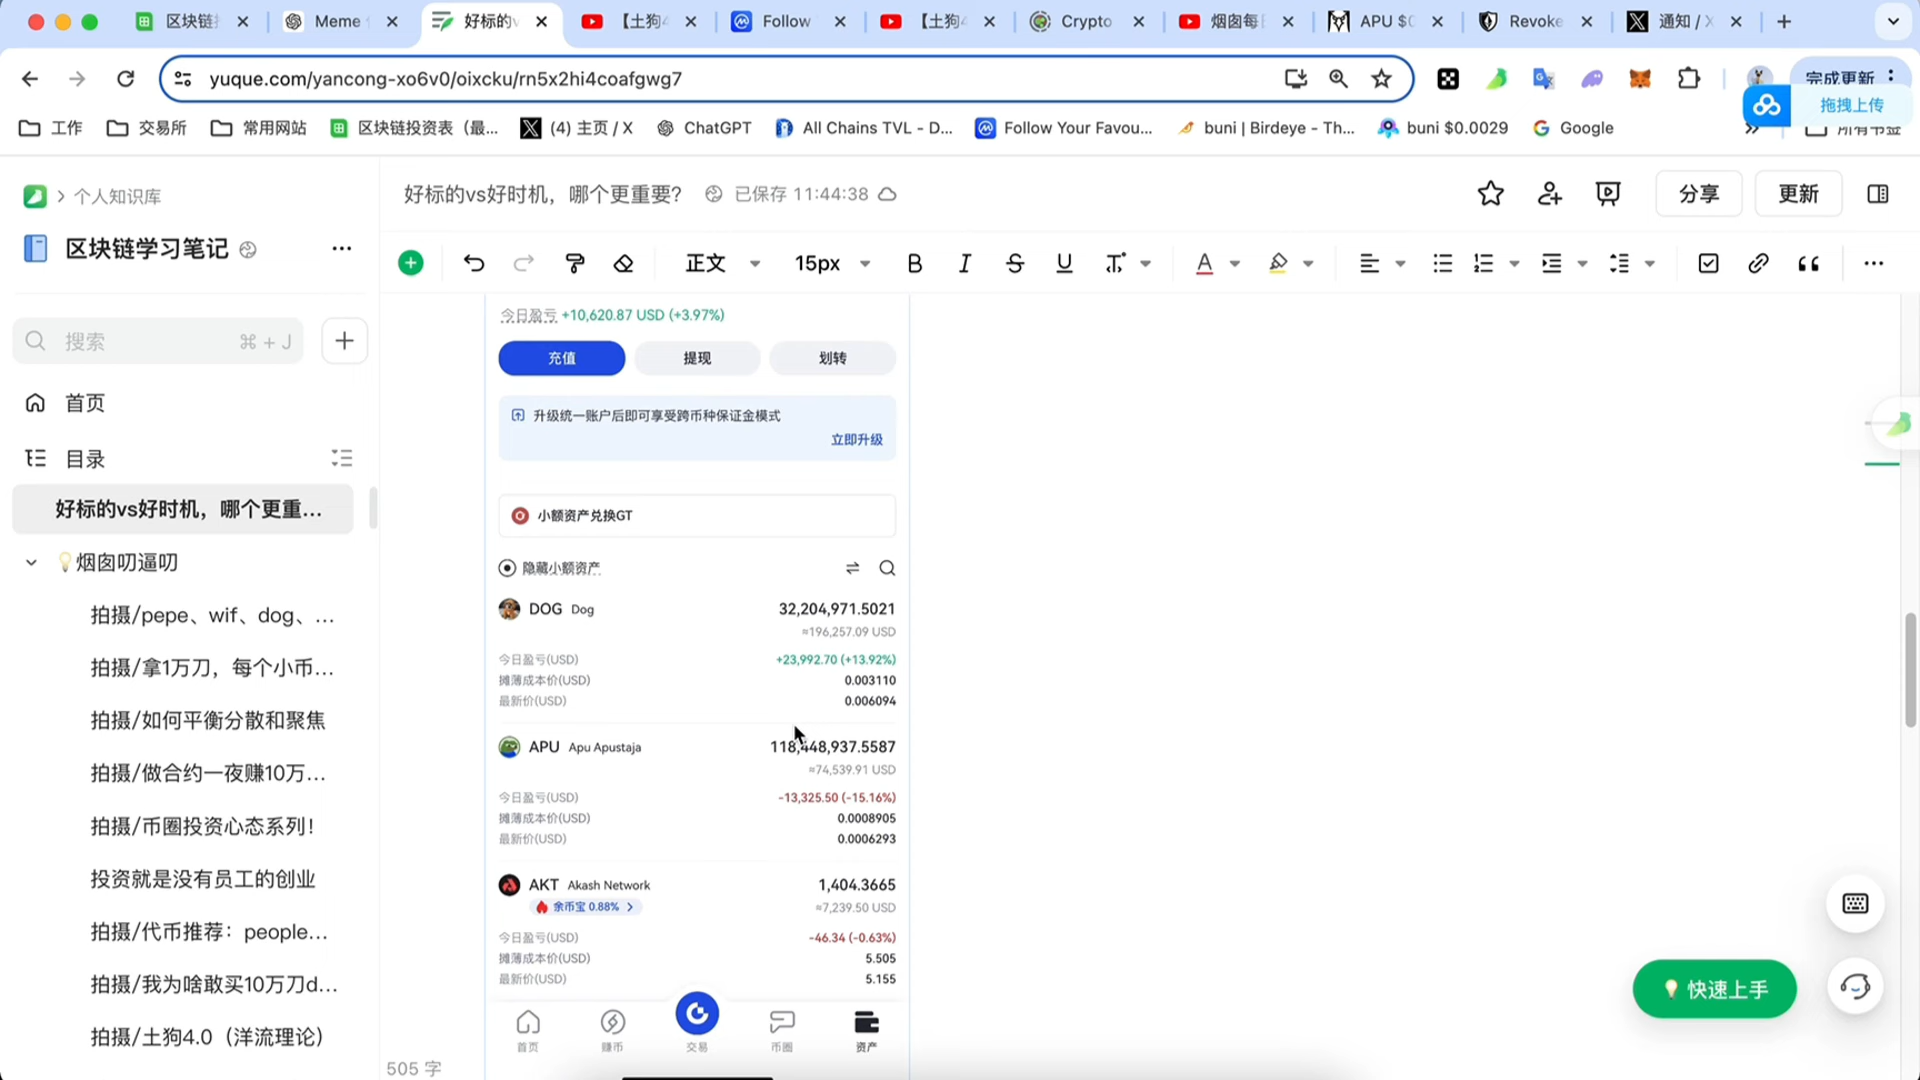 区块链
Meme
好标的v
【土狗4
Follow
【土狗4
Crypto
烟囱每
APU $0
Revoke
通知 / X
yuque.com/yancong-xo6v0/oixcku/rn5x2hi4coafgwg7
完成更新
拖拽上传
工作
交易所
常用网站
区块链投资表（最...
(4) 主页 / X
ChatGPT
All Chains TVL - D...
Follow Your Favou...
buni | Birdeye - Th...
buni $0.0029
Google
所有书签
个人知识库
好标的vs好时机，哪个更重要?
已保存 11:44:38
分享
更新
区块链学习笔记
正文
15px
搜索
⌘ + J
首页
目录
好标的vs好时机，哪个更重...
💡烟囱叨逼叨
拍摄/pepe、wif、dog、...
拍摄/拿1万刀，每个小币...
拍摄/如何平衡分散和聚焦
拍摄/做合约一夜赚10万...
拍摄/币圈投资心态系列！
投资就是没有员工的创业
拍摄/代币推荐：people...
拍摄/我为啥敢买10万刀d...
拍摄/土狗4.0（洋流理论）
今日盈亏 +10,620.87 USD (+3.97%)
充值
提现
划转
升级统一账户后即可享受跨币种保证金模式
立即升级
小额资产兑换GT
隐藏小额资产
DOG Dog
32,204,971.5021
≈196,257.09 USD
今日盈亏(USD)
+23,992.70 (+13.92%)
摊薄成本价(USD)
0.003110
最新价(USD)
0.006094
APU Apu Apustaja
118,448,937.5587
≈74,539.91 USD
今日盈亏(USD)
-13,325.50 (-15.16%)
摊薄成本价(USD)
0.0008905
最新价(USD)
0.0006293
AKT Akash Network
1,404.3665
余币宝 0.88%
≈7,239.50 USD
今日盈亏(USD)
-46.34 (-0.63%)
摊薄成本价(USD)
5.505
最新价(USD)
5.155
首页
赚币
交易
币圈
资产
505 字
快速上手